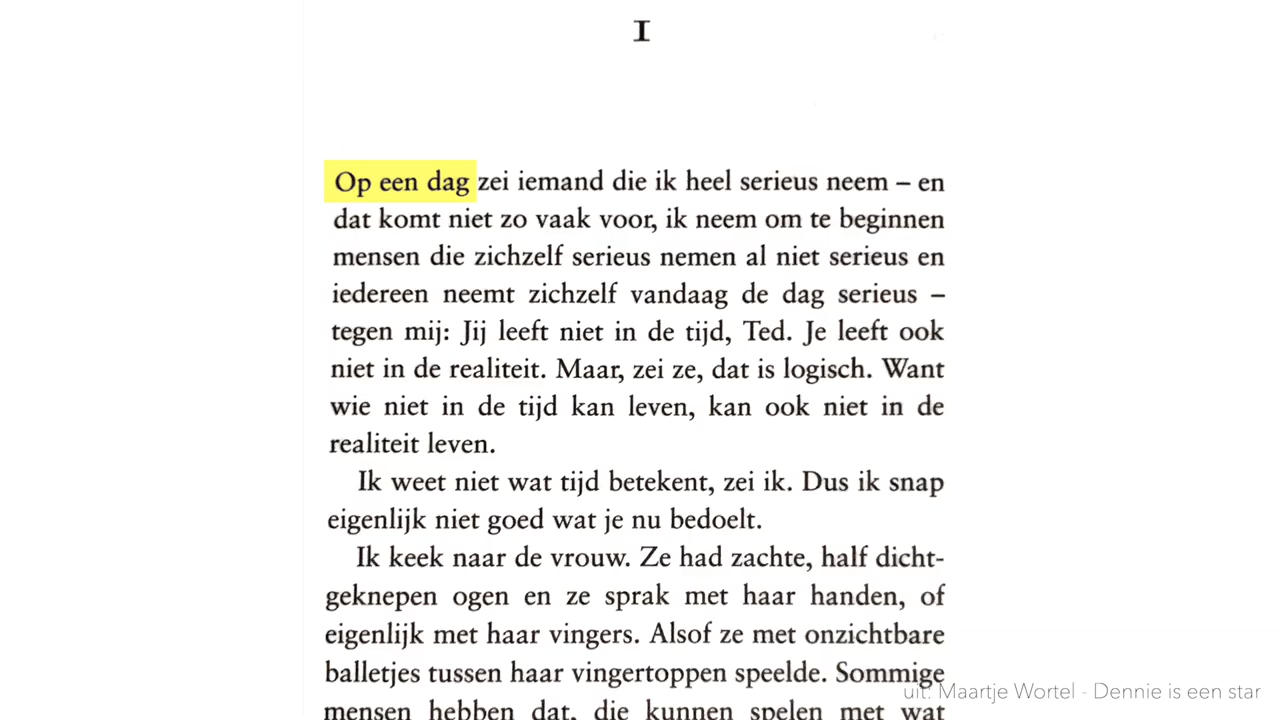 I
Op een dag zei iemand die ik heel serieus neem – en
dat komt niet zo vaak voor, ik neem om te beginnen
mensen die zichzelf serieus nemen al niet serieus en
iedereen neemt zichzelf vandaag de dag serieus –
tegen mij: Jij leeft niet in de tijd, Ted. Je leeft ook
niet in de realiteit. Maar, zei ze, dat is logisch. Want
wie niet in de tijd kan leven, kan ook niet in de
realiteit leven.
Ik weet niet wat tijd betekent, zei ik. Dus ik snap
eigenlijk niet goed wat je nu bedoelt.
Ik keek naar de vrouw. Ze had zachte, half dicht-
geknepen ogen en ze sprak met haar handen, of
eigenlijk met haar vingers. Alsof ze met onzichtbare
balletjes tussen haar vingertoppen speelde. Sommige
mensen hebben dat, die kunnen spelen met wat
uit: Maartje Wortel - Dennie is een star